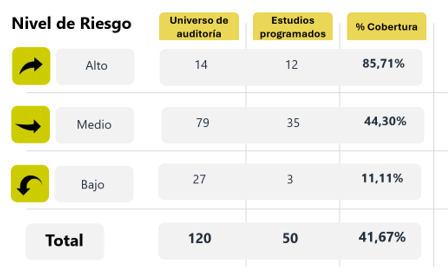 Nivel de Riesgo
Universo de auditoría
Estudios programados
% Cobertura
Alto 14 12 85,71%
Medio 79 35 44,30%
Bajo 27 3 11,11%
Total 120 50 41,67%